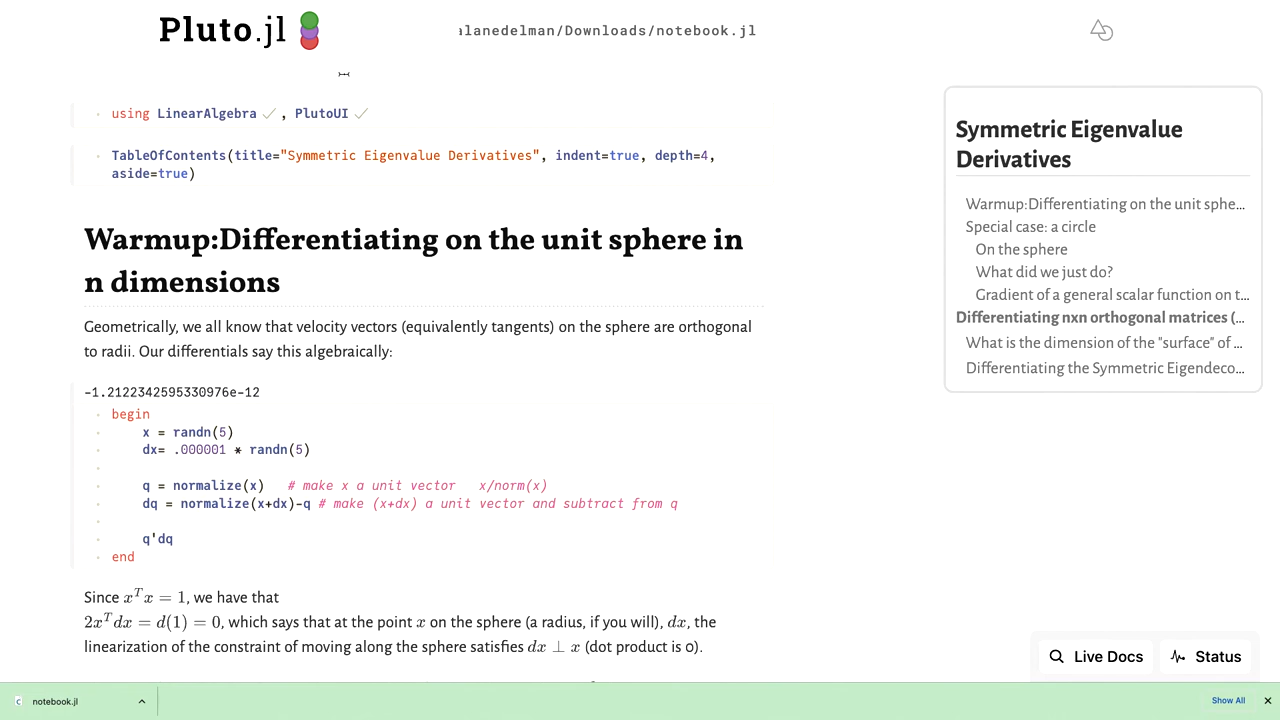 Pluto.jl
alanedelman/Downloads/notebook.jl
using LinearAlgebra ✓, PlutoUI ✓
TableOfContents(title="Symmetric Eigenvalue Derivatives", indent=true, depth=4,
aside=true)
Warmup:Differentiating on the unit sphere in
n dimensions
Geometrically, we all know that velocity vectors (equivalently tangents) on the sphere are orthogonal
to radii. Our differentials say this algebraically:
-1.2122342595330976e-12
begin
x = randn(5)
dx= .000001 * randn(5)
q = normalize(x)   # make x a unit vector   x/norm(x)
dq = normalize(x+dx)-q # make (x+dx) a unit vector and subtract from q
q'dq
end
Since xᵀx = 1, we have that
2xᵀdx = d(1) = 0, which says that at the point x on the sphere (a radius, if you will), dx, the
linearization of the constraint of moving along the sphere satisfies dx ⊥ x (dot product is 0).
Symmetric Eigenvalue
Derivatives
Warmup:Differentiating on the unit sphe...
Special case: a circle
On the sphere
What did we just do?
Gradient of a general scalar function on t...
Differentiating nxn orthogonal matrices (...
What is the dimension of the "surface" of ...
Differentiating the Symmetric Eigendeco...
Live Docs
Status
notebook.jl
Show All